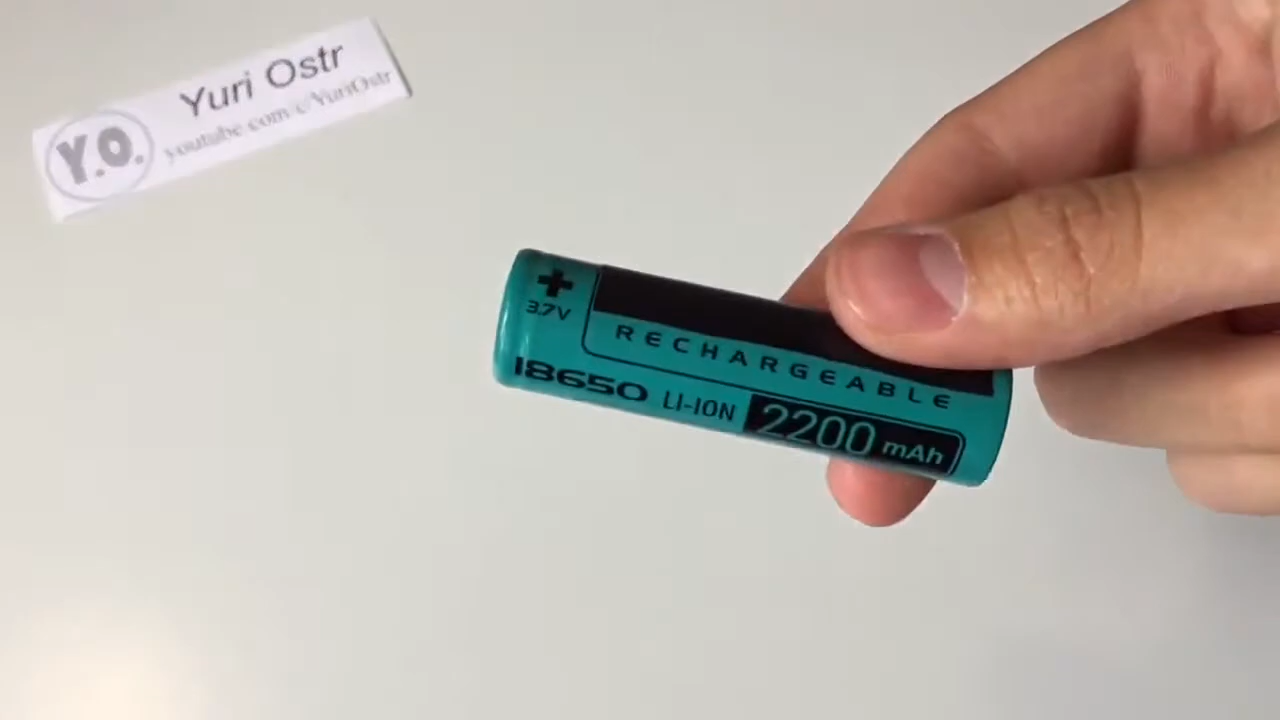 Yuri Ostr
Y.O.
youtube.com/c/YuriOstr
+
3.7V
RECHARGEABLE
18650 LI-ION 2200 mAh